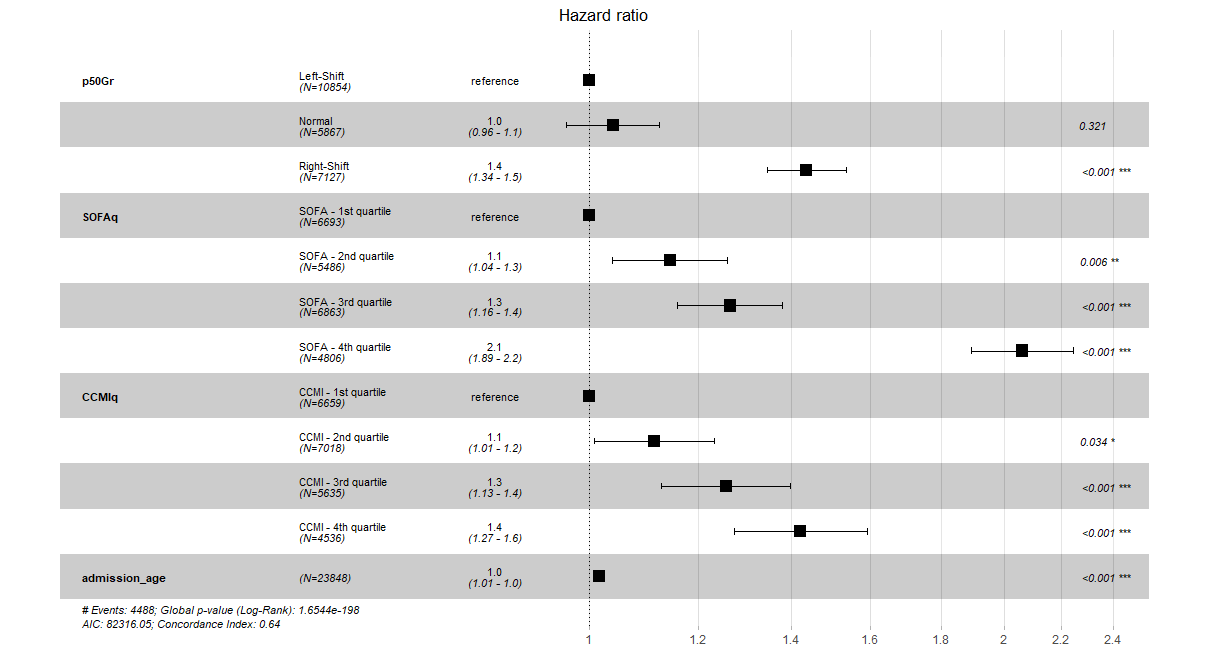 Hazard ratio
p50Gr Left-Shift reference
(N=10854)
Normal 1.0 0.321
(N=5867) (0.96 - 1.1)
Right-Shift 1.4 <0.001 ***
(N=7127) (1.34 - 1.5)
SOFAq SOFA - 1st quartile reference
(N=6693)
SOFA - 2nd quartile 1.1 0.006 **
(N=5486) (1.04 - 1.3)
SOFA - 3rd quartile 1.3 <0.001 ***
(N=6863) (1.16 - 1.4)
SOFA - 4th quartile 2.1 <0.001 ***
(N=4806) (1.89 - 2.2)
CCMIq CCMI - 1st quartile reference
(N=6659)
CCMI - 2nd quartile 1.1 0.034 *
(N=7018) (1.01 - 1.2)
CCMI - 3rd quartile 1.3 <0.001 ***
(N=5635) (1.13 - 1.4)
CCMI - 4th quartile 1.4 <0.001 ***
(N=4536) (1.27 - 1.6)
admission_age (N=23848) 1.0 <0.001 ***
(1.01 - 1.0)
# Events: 4488; Global p-value (Log-Rank): 1.6544e-198
AIC: 82316.05; Concordance Index: 0.64
1 1.2 1.4 1.6 1.8 2 2.2 2.4